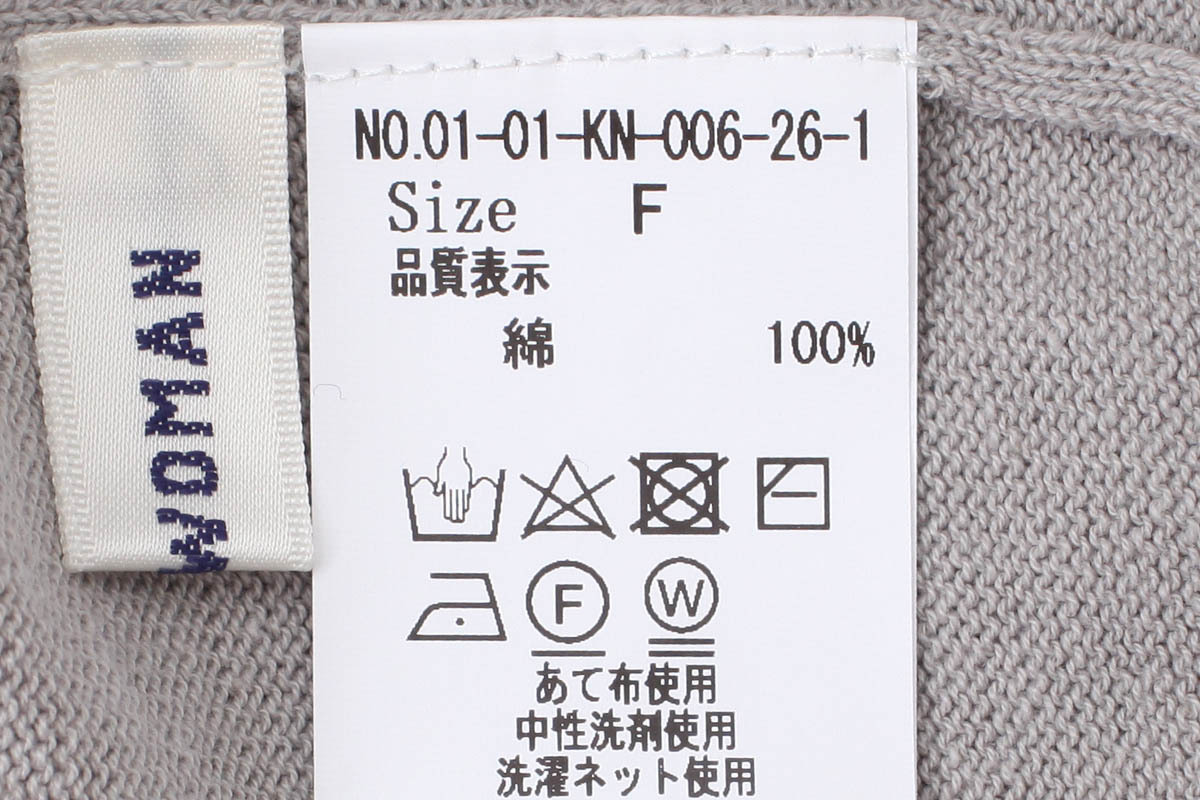 WOMAN
NO.01-01-KN-006-26-1
Size F
品質表示
綿 100%
F W
あて布使用
中性洗剤使用
洗濯ネット使用